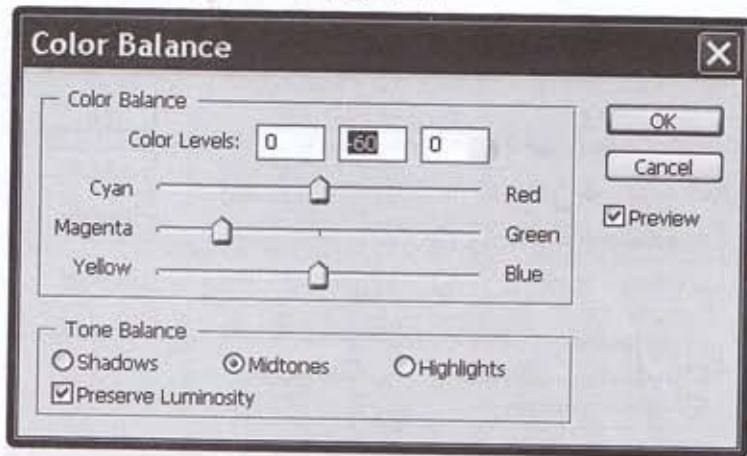 Color Balance
Color Balance
Color Levels: 0 -60 0
Cyan Red
Magenta Green
Yellow Blue
Tone Balance
Shadows Midtones Highlights
Preserve Luminosity
OK
Cancel
Preview